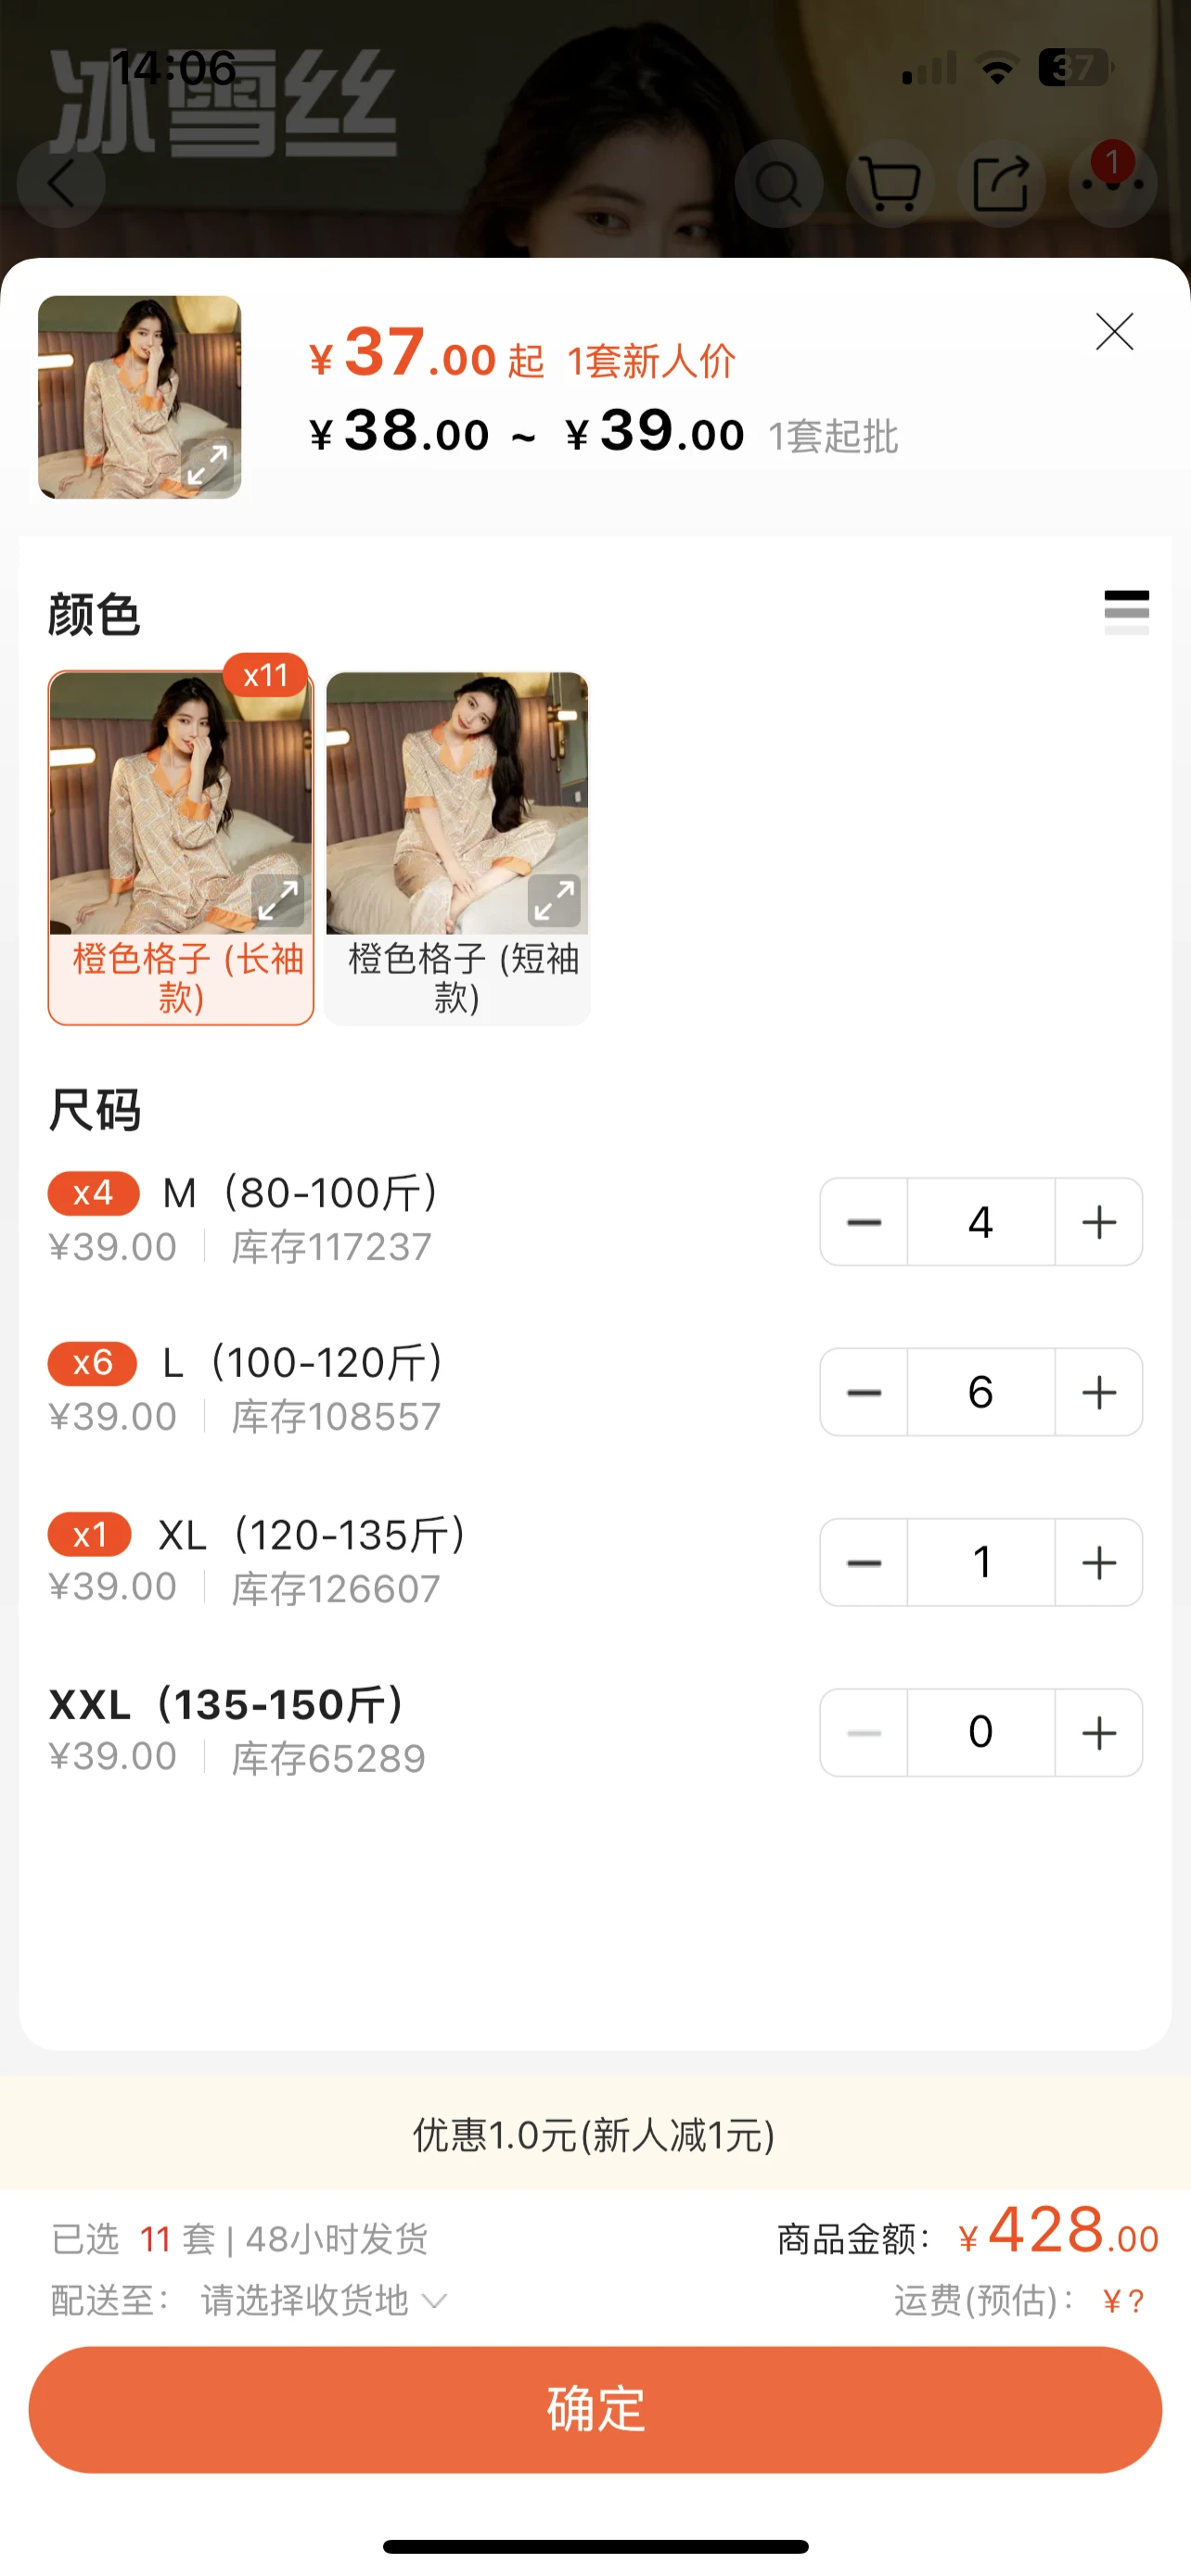 14:06
37
冰雪丝
1
¥37.00起 1套新人价
¥38.00 ~ ¥39.00 1套起批
颜色
x11
橙色格子 (长袖
款)
橙色格子 (短袖
款)
尺码
x4 M（80-100斤） 4
¥39.00 库存117237
x6 L（100-120斤） 6
¥39.00 库存108557
x1 XL（120-135斤） 1
¥39.00 库存126607
XXL（135-150斤） 0
¥39.00 库存65289
优惠1.0元(新人减1元)
已选 11 套 | 48小时发货 商品金额: ¥428.00
配送至: 请选择收货地 运费(预估): ¥?
确定